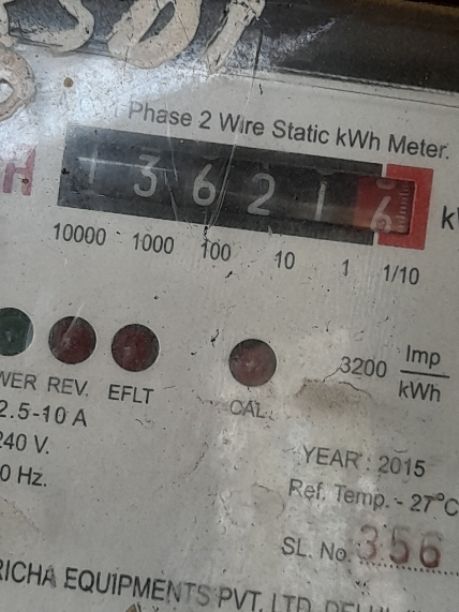 Phase 2 Wire Static kWh Meter.
H 1 3 6 2 1 6 k
10000 1000 100 10 1 1/10
WER REV. EFLT CAL. 3200 Imp/kWh
2.5-10 A
240 V.
0 Hz.
YEAR : 2015
Ref. Temp. - 27°C
SL. No. 356
RICHA EQUIPMENTS PVT. LTD.